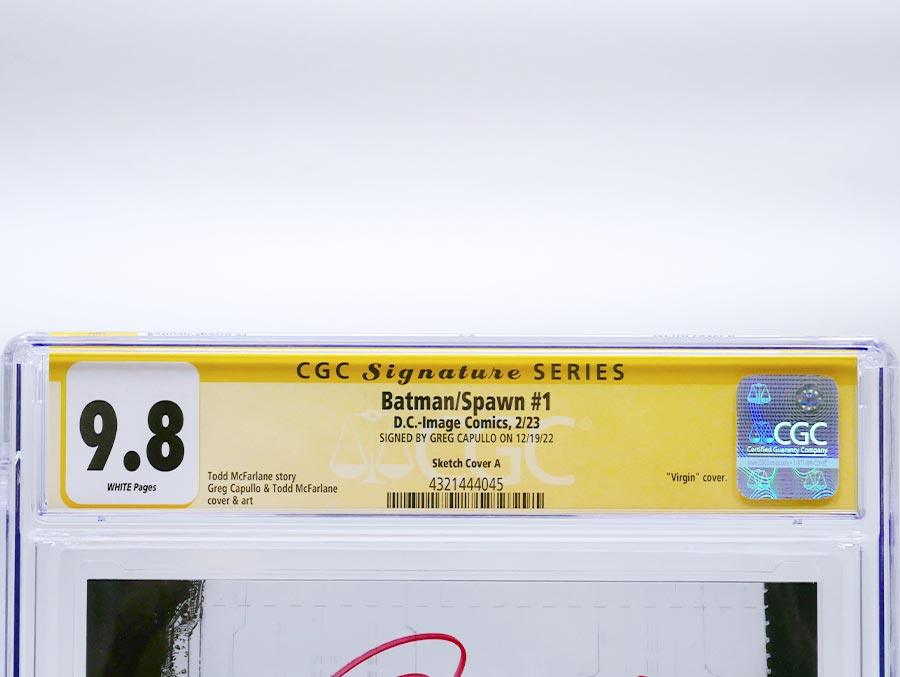 CGC Signature SERIES
Batman/Spawn #1
D.C.-Image Comics, 2/23
SIGNED BY GREG CAPULLO ON 12/19/22
Sketch Cover A
4321444045
9.8
WHITE Pages
Todd McFarlane story
Greg Capullo & Todd McFarlane
cover & art
"Virgin" cover.
CGC
CGC
Certified Guaranty Company